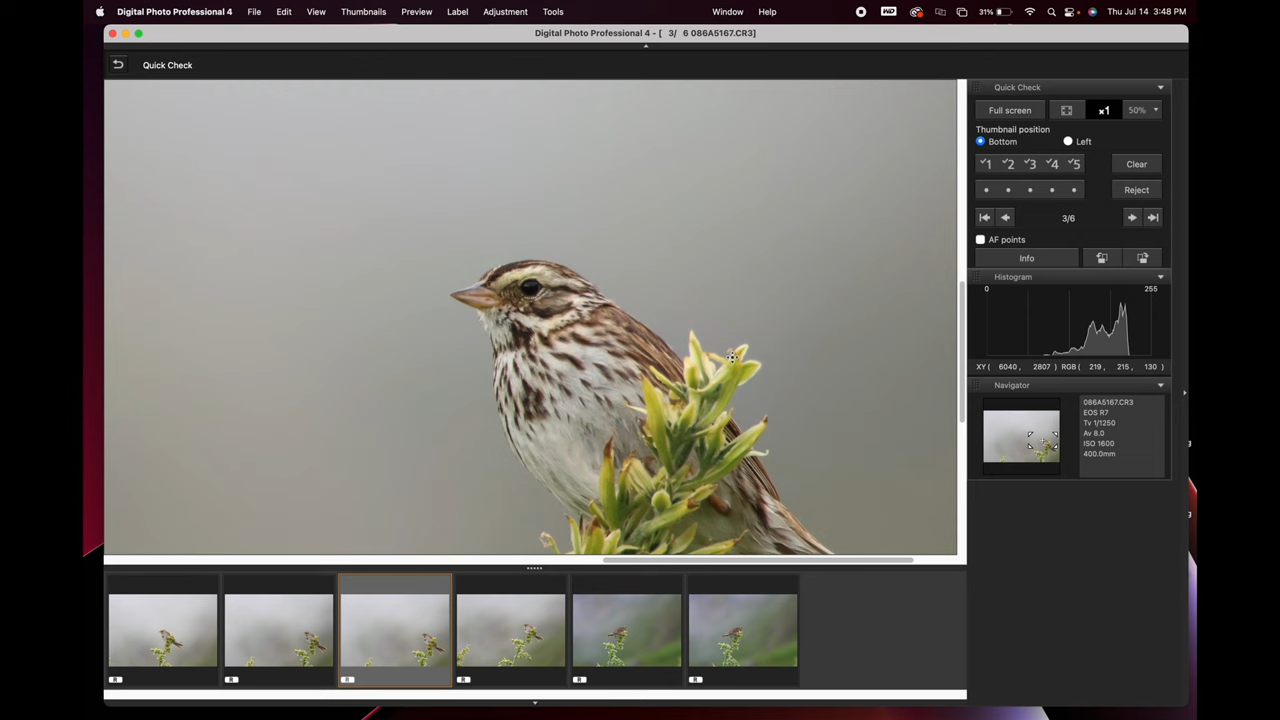 Digital Photo Professional 4 File Edit View Thumbnails Preview Label Adjustment Tools Window Help WD 31% Thu Jul 14 3:48 PM
Digital Photo Professional 4 - [ 3/ 6 086A5167.CR3]
Quick Check
Quick Check
Full screen x1 50%
Thumbnail position
Bottom Left
1 2 3 4 5 Clear
Reject
3/6
AF points
Info
Histogram
0 255
XY ( 6040, 2807 ) RGB ( 219, 215, 130 )
Navigator
086A5167.CR3
EOS R7
Tv 1/1250
Av 8.0
ISO 1600
400.0mm
g
g
R R R R R R